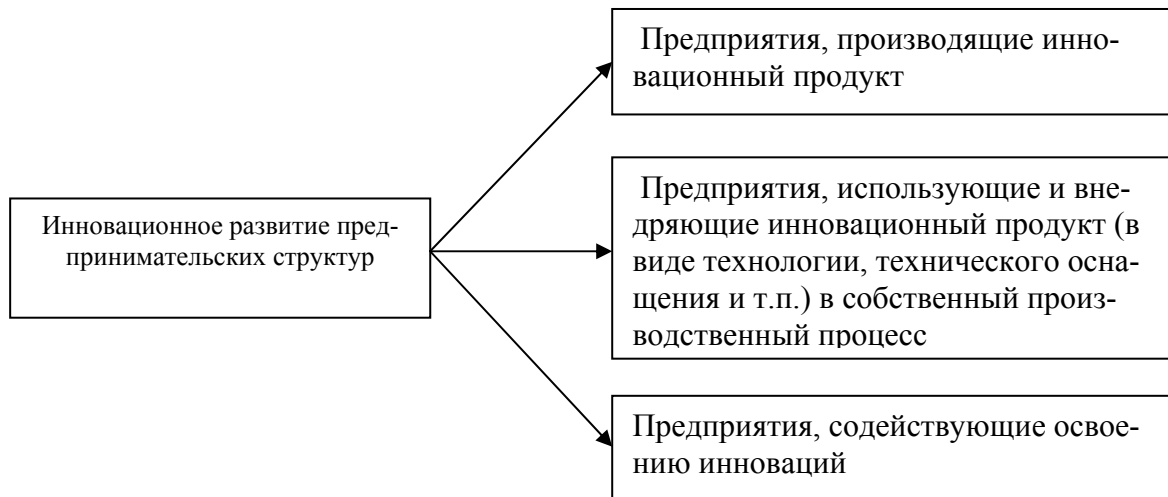 Предприятия, производящие инно-
вационный продукт
Инновационное развитие пред-
принимательских структур
Предприятия, использующие и вне-
дряющие инновационный продукт (в
виде технологии, технического осна-
щения и т.п.) в собственный произ-
водственный процесс
Предприятия, содействующие освое-
нию инноваций